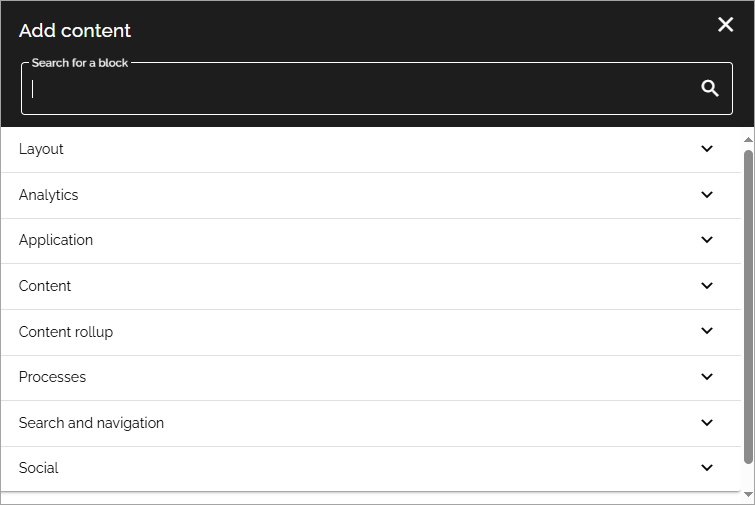 Add content
Search for a block
Layout
Analytics
Application
Content
Content rollup
Processes
Search and navigation
Social